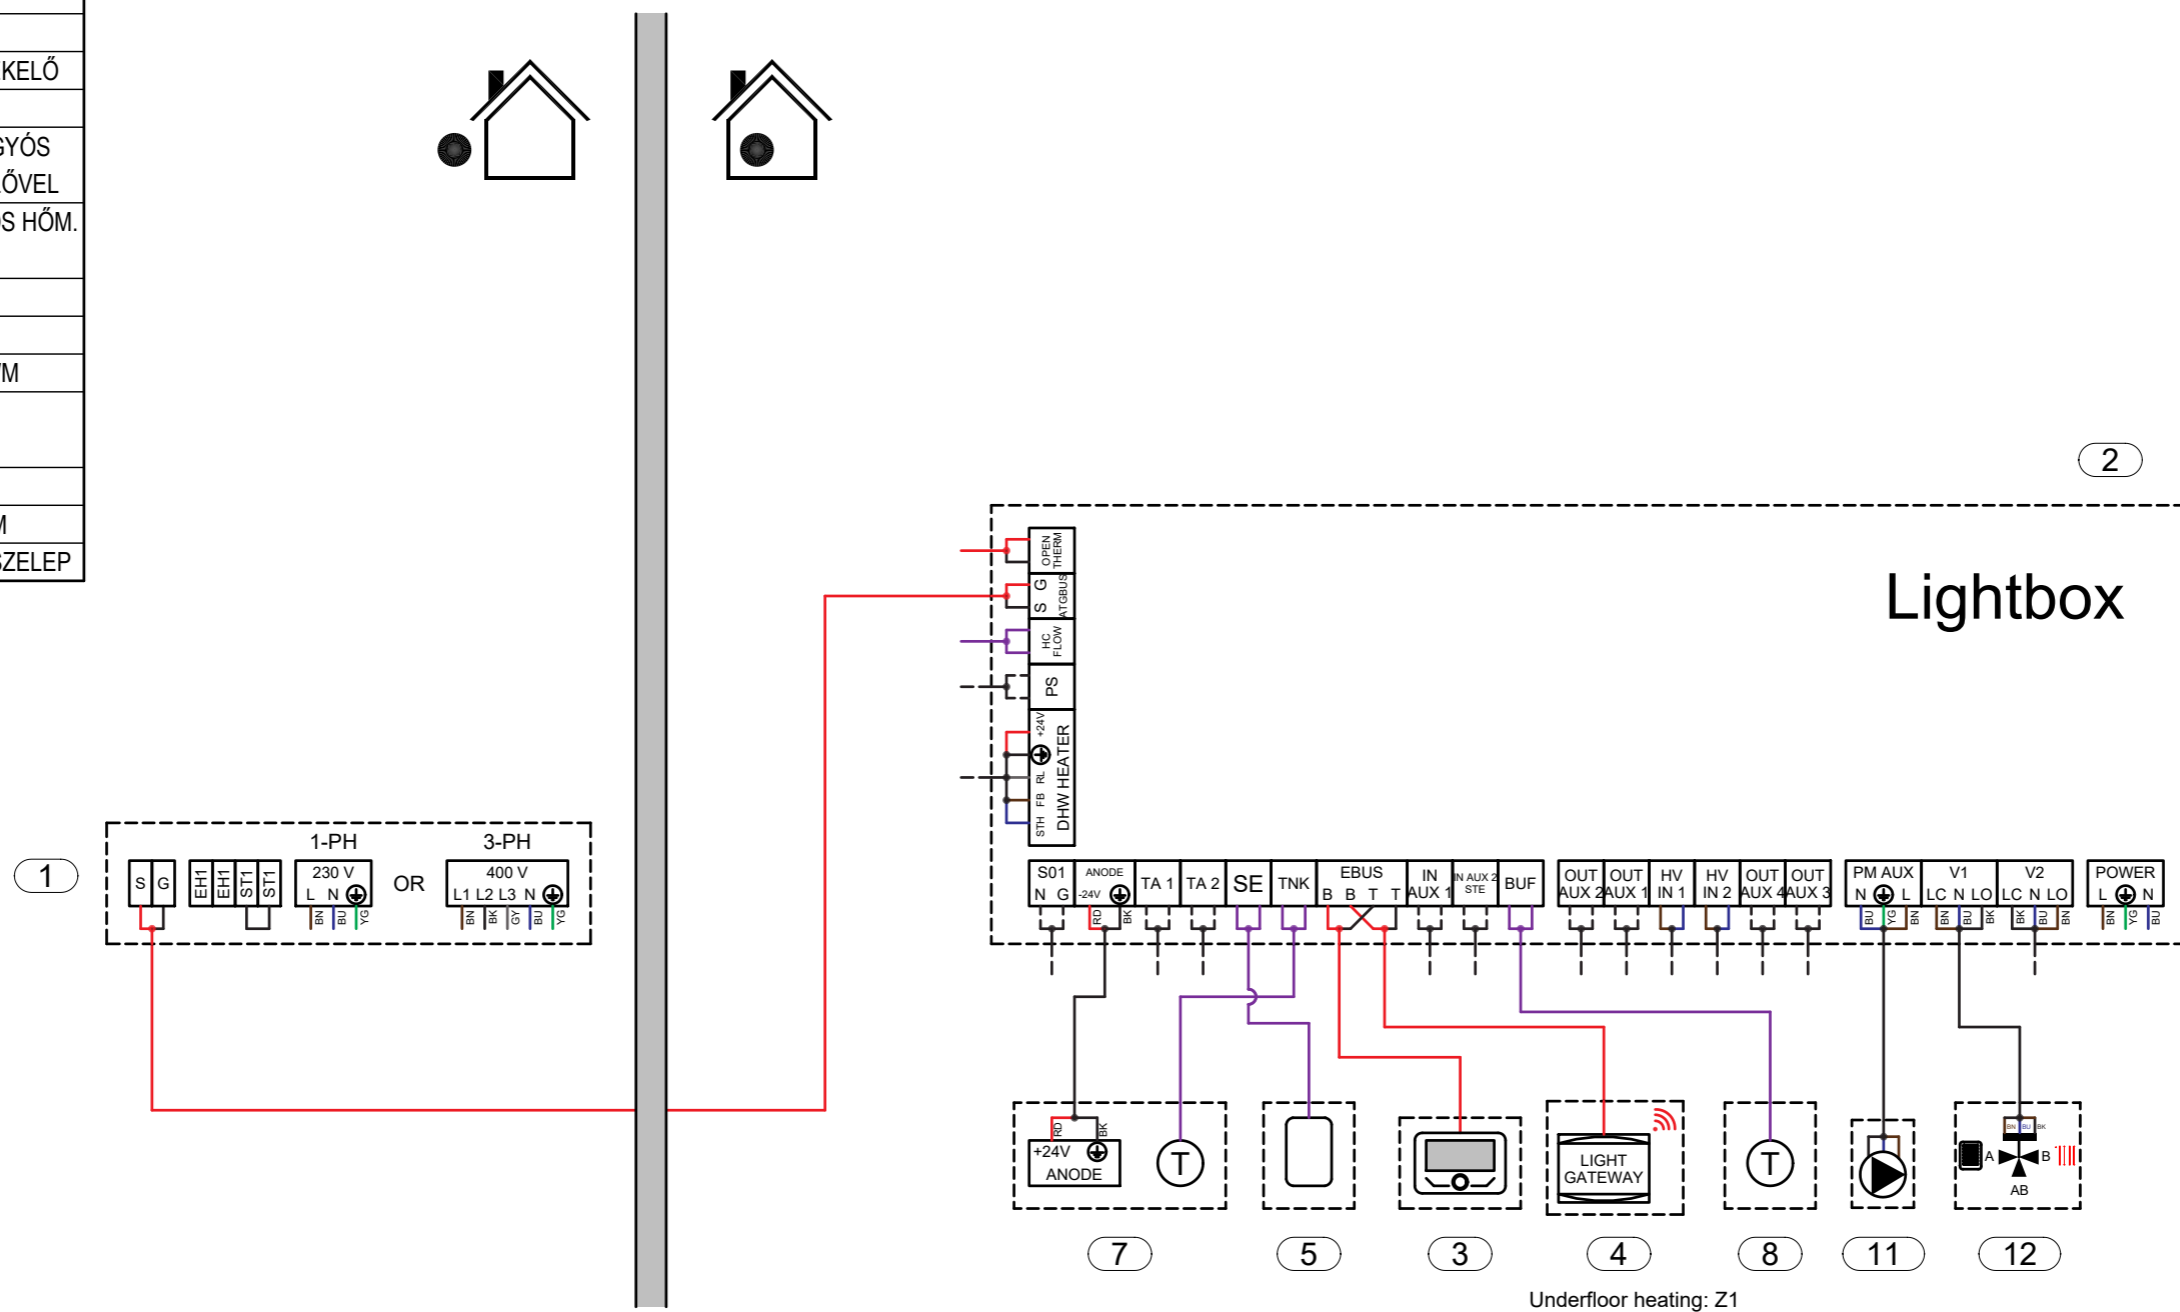 KELŐ
GYÓS
ŐVEL
OS HŐM.
M
SZELEP
2
Lightbox
OPEN THERM
S G ATGBUS
HC FLOW
PS
STH FB RL +24V DHW HEATER
1
1-PH 3-PH
S G EH1 EH1 ST1 ST1 230 V OR 400 V
L N L1 L2 L3 N
BN BU YG BN BK GY BU YG
S01 ANODE TA 1 TA 2 SE TNK EBUS IN AUX 1 IN AUX 2 STE BUF OUT AUX 2 OUT AUX 1 HV IN 1 HV IN 2 OUT AUX 4 OUT AUX 3 PM AUX V1 V2 POWER
N G -24V B B T T N L LC N LO LC N LO L N
RD BK BU YG BN BN BU BK BK BU BN BN YG BU
RD BK
+24V
ANODE
T
LIGHT
GATEWAY
T
BN BU BK
A B
AB
7 5 3 4 8 11 12
Underfloor heating: Z1